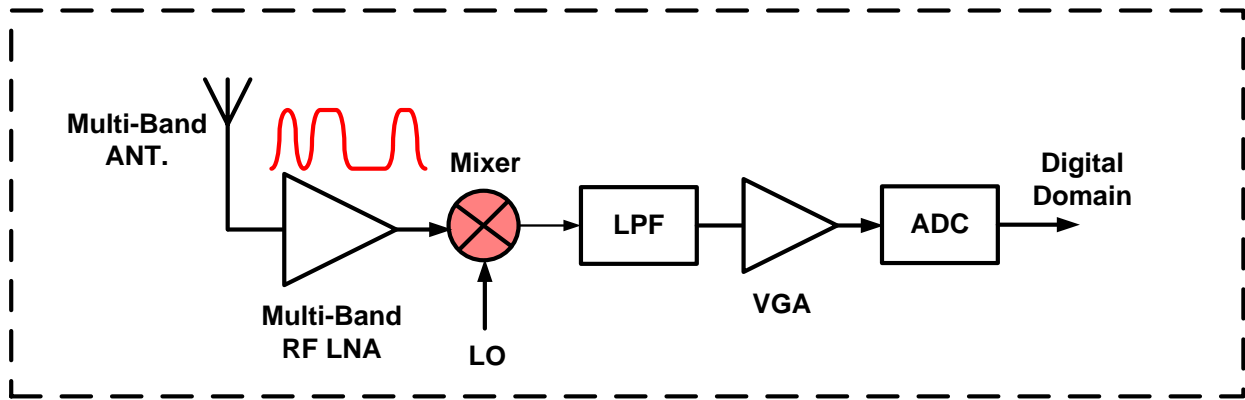 Multi-Band
ANT.
Multi-Band
RF LNA
Mixer
LO
LPF
VGA
ADC
Digital
Domain